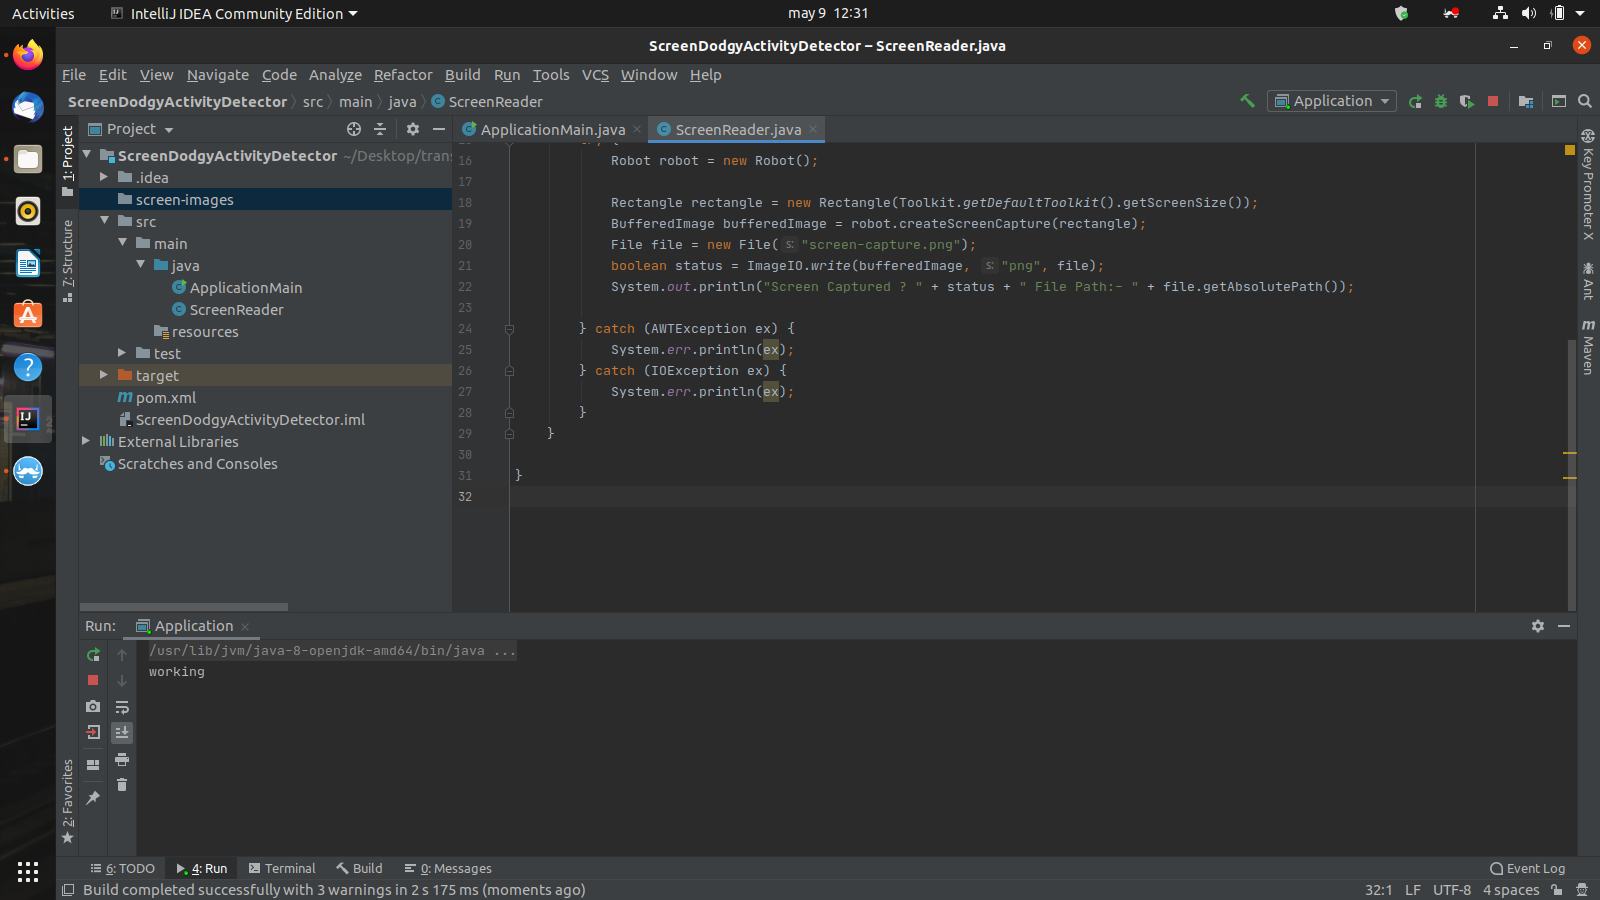 Activities
IntelliJ IDEA Community Edition
may 9 12:31
ScreenDodgyActivityDetector – ScreenReader.java
File Edit View Navigate Code Analyze Refactor Build Run Tools VCS Window Help
ScreenDodgyActivityDetector src main java ScreenReader
Application
1: Project
7: Structure
2: Favorites
Project
ScreenDodgyActivityDetector ~/Desktop/trans
.idea
screen-images
src
main
java
ApplicationMain
ScreenReader
resources
test
target
pom.xml
ScreenDodgyActivityDetector.iml
External Libraries
Scratches and Consoles
ApplicationMain.java
ScreenReader.java
16 Robot robot = new Robot();
17
18 Rectangle rectangle = new Rectangle(Toolkit.getDefaultToolkit().getScreenSize());
19 BufferedImage bufferedImage = robot.createScreenCapture(rectangle);
20 File file = new File( s: "screen-capture.png");
21 boolean status = ImageIO.write(bufferedImage, s: "png", file);
22 System.out.println("Screen Captured ? " + status + " File Path:- " + file.getAbsolutePath());
23
24 } catch (AWTException ex) {
25 System.err.println(ex);
26 } catch (IOException ex) {
27 System.err.println(ex);
28 }
29 }
30
31 }
32
Key Promoter X
Ant
Maven
Run: Application
/usr/lib/jvm/java-8-openjdk-amd64/bin/java ...
working
6: TODO 4: Run Terminal Build 0: Messages Event Log
Build completed successfully with 3 warnings in 2 s 175 ms (moments ago)
32:1 LF UTF-8 4 spaces